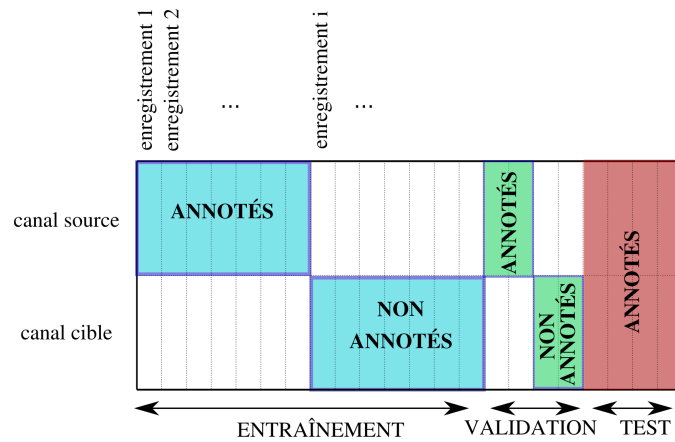 enregistrement 1
enregistrement 2
...
enregistrement i
...
canal source
ANNOTÉS
ANNOTÉS
ANNOTÉS
canal cible
NON
ANNOTÉS
NON
ANNOTÉS
ENTRAÎNEMENT
VALIDATION
TEST